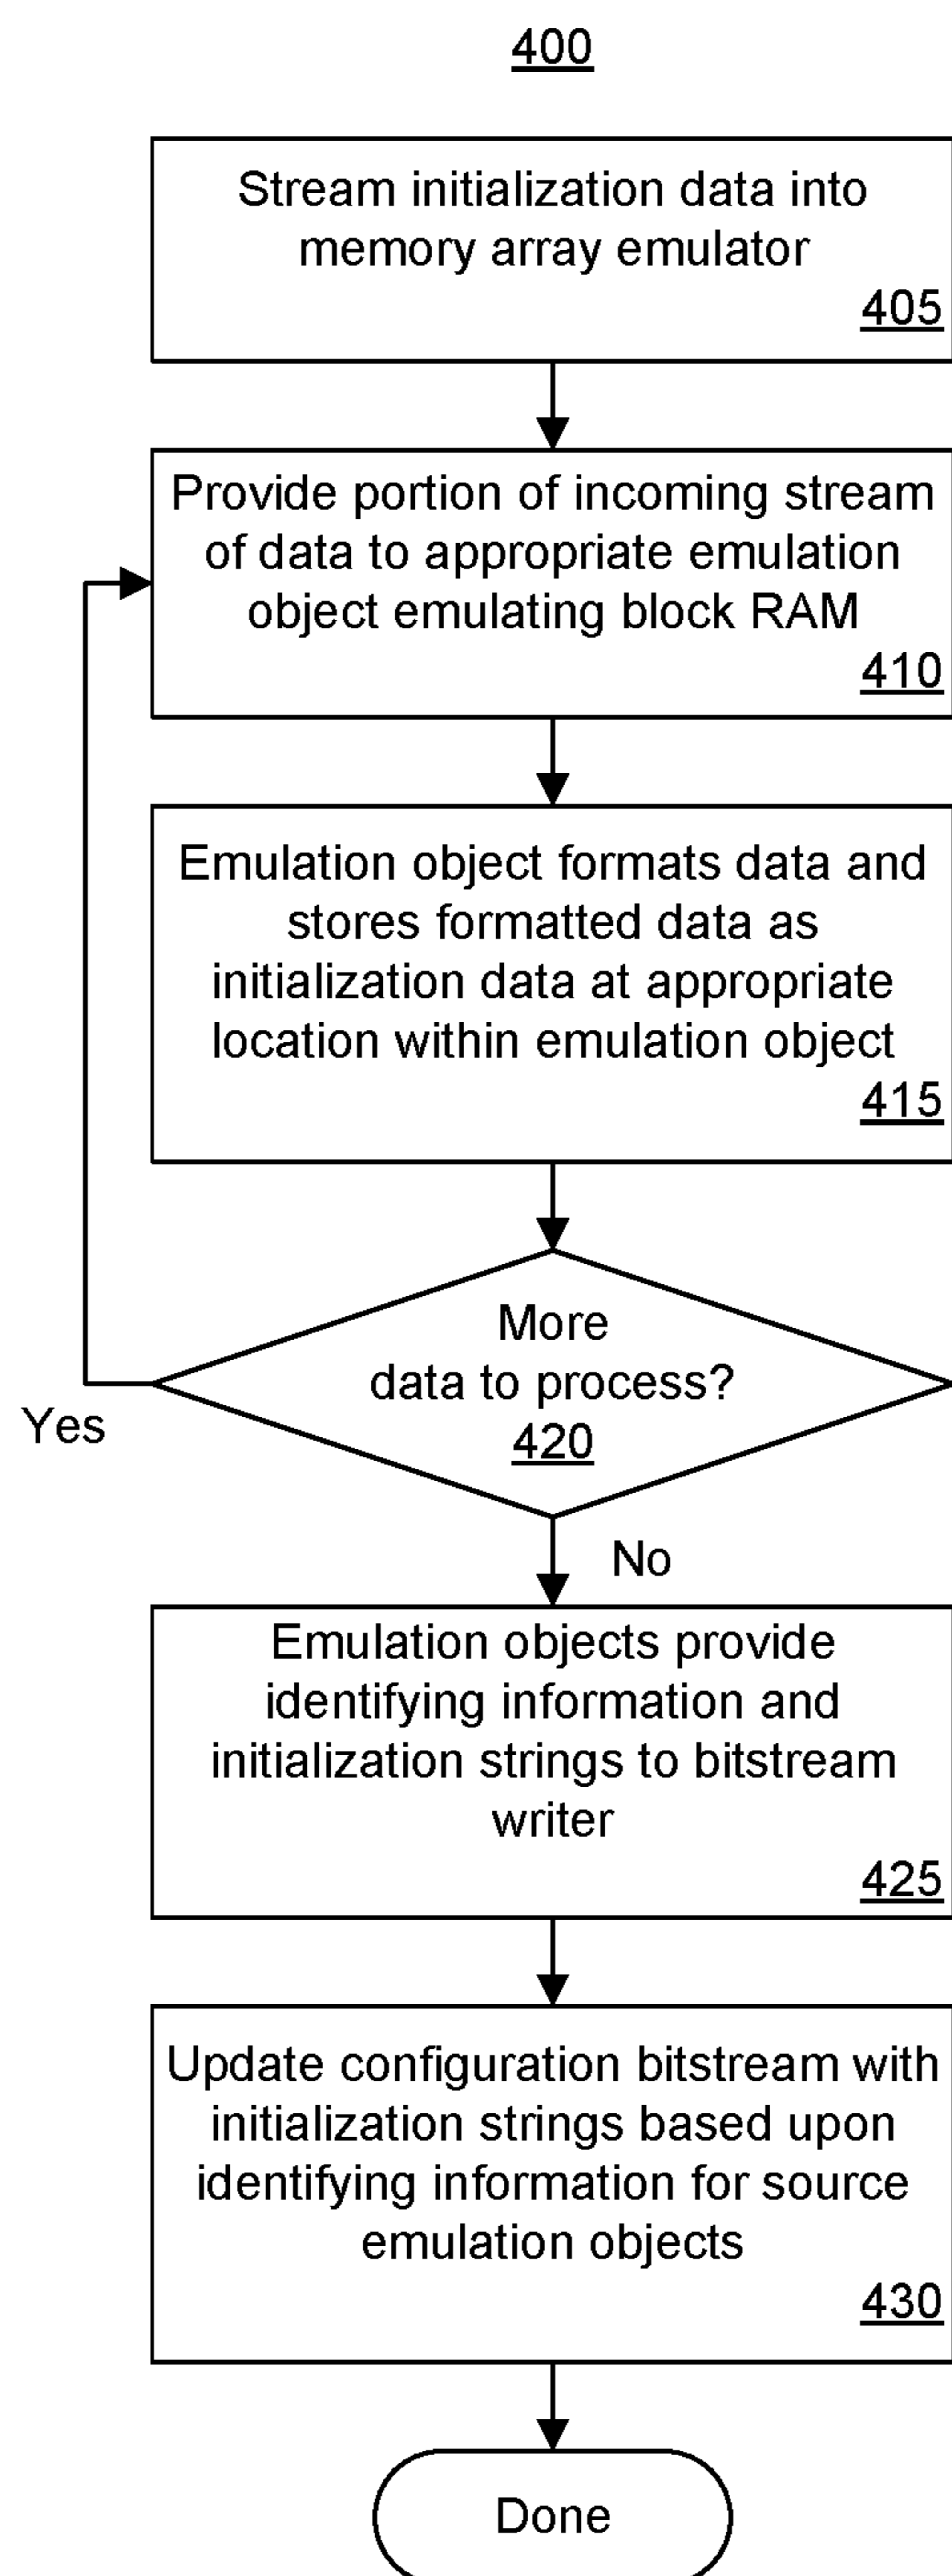 400
Stream initialization data into
memory array emulator
405
Provide portion of incoming stream
of data to appropriate emulation
object emulating block RAM
410
Emulation object formats data and
stores formatted data as
initialization data at appropriate
location within emulation object
415
More
data to process?
420
Yes
No
Emulation objects provide
identifying information and
initialization strings to bitstream
writer
425
Update configuration bitstream with
initialization strings based upon
identifying information for source
emulation objects
430
Done